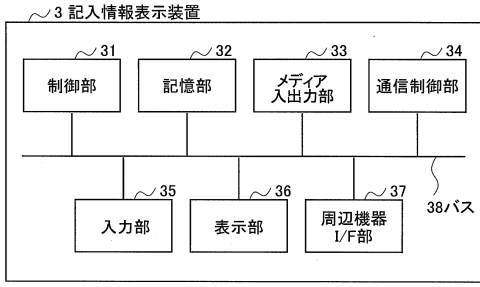 3 記入情報表示装置
31
32
33
34
制御部
記憶部
メディア
入出力部
通信制御部
35
36
37
38バス
入力部
表示部
周辺機器
I/F部